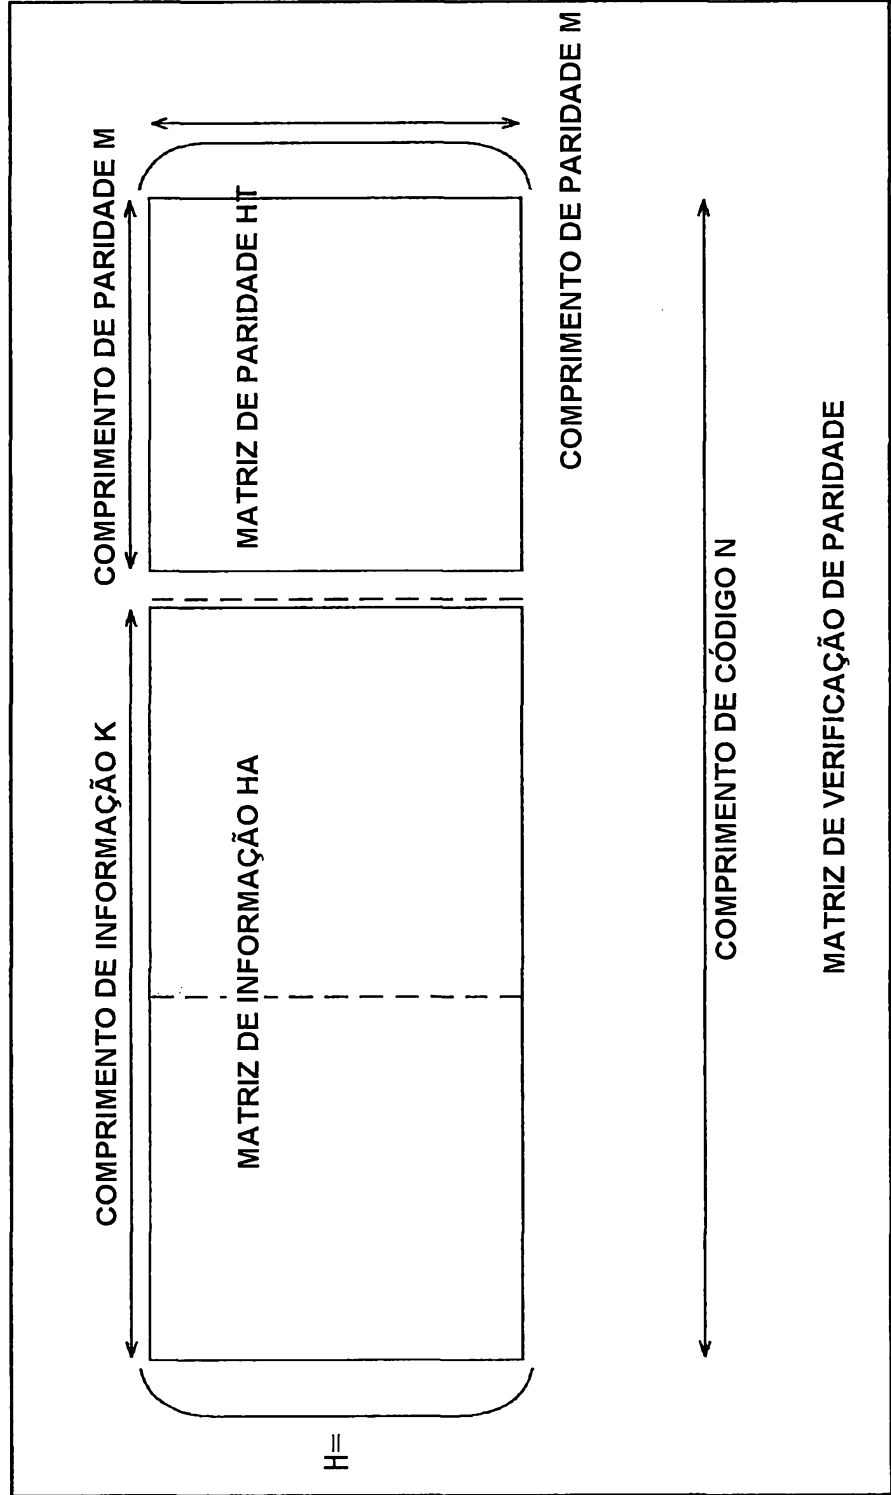 COMPRIMENTO DE INFORMAÇÃO K
COMPRIMENTO DE PARIDADE M
H=
MATRIZ DE INFORMAÇÃO HA
MATRIZ DE PARIDADE HT
COMPRIMENTO DE PARIDADE M
COMPRIMENTO DE CÓDIGO N
MATRIZ DE VERIFICAÇÃO DE PARIDADE